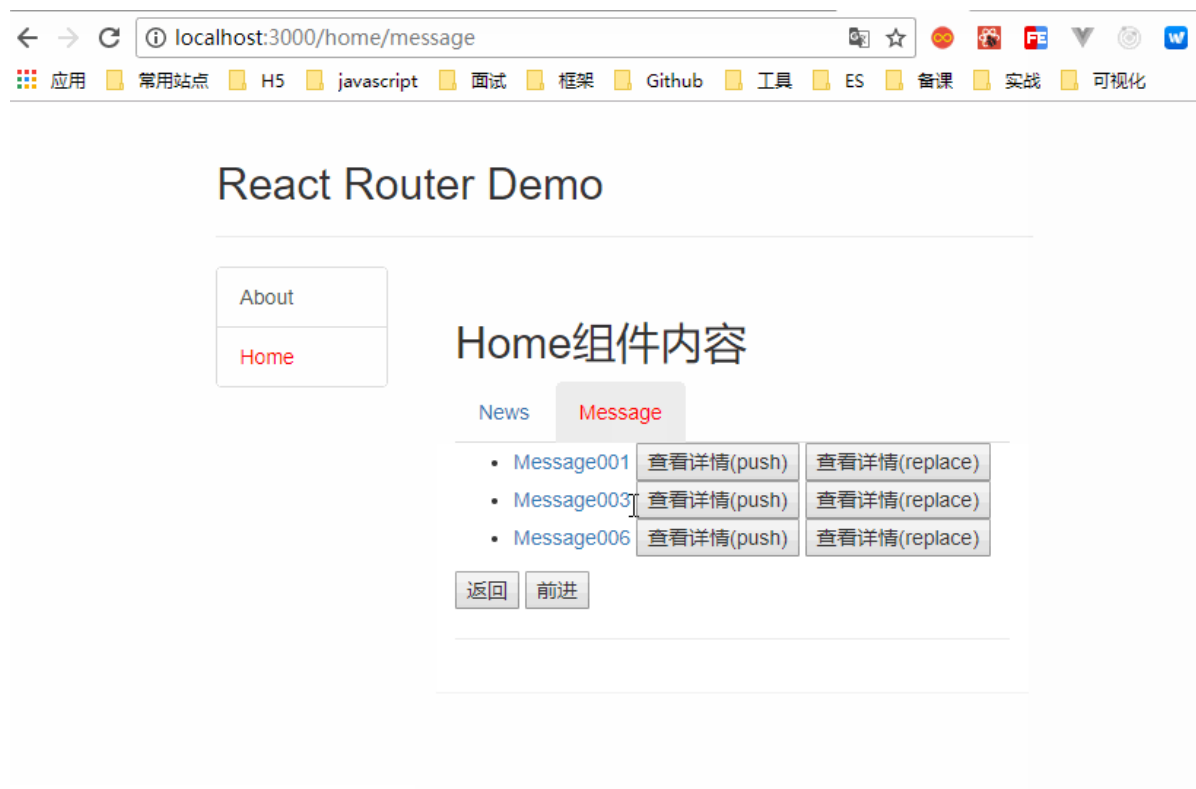 localhost:3000/home/message
应用 常用站点 H5 javascript 面试 框架 Github 工具 ES 备课 实战 可视化
React Router Demo
About
Home
Home组件内容
News Message
Message001 查看详情(push) 查看详情(replace)
Message003 查看详情(push) 查看详情(replace)
Message006 查看详情(push) 查看详情(replace)
返回 前进